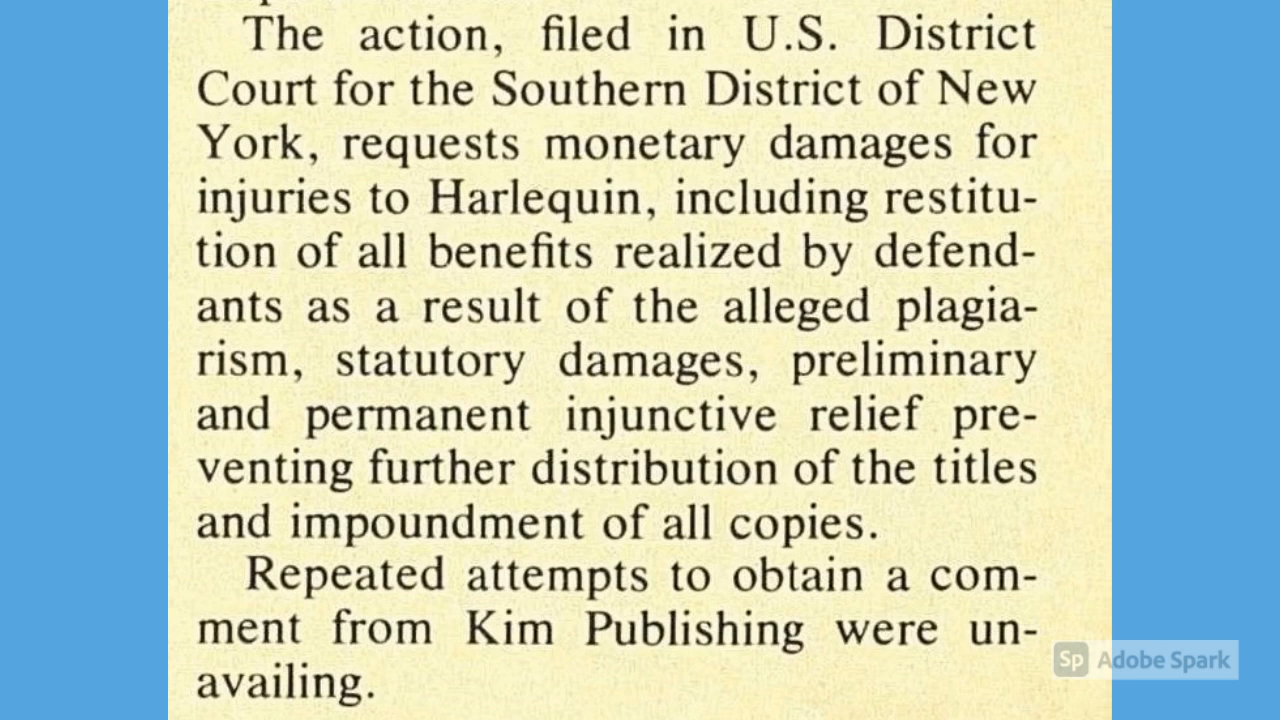 The action, filed in U.S. District
Court for the Southern District of New
York, requests monetary damages for
injuries to Harlequin, including restitu-
tion of all benefits realized by defend-
ants as a result of the alleged plagia-
rism, statutory damages, preliminary
and permanent injunctive relief pre-
venting further distribution of the titles
and impoundment of all copies.
Repeated attempts to obtain a com-
ment from Kim Publishing were un-
availing.
Sp Adobe Spark